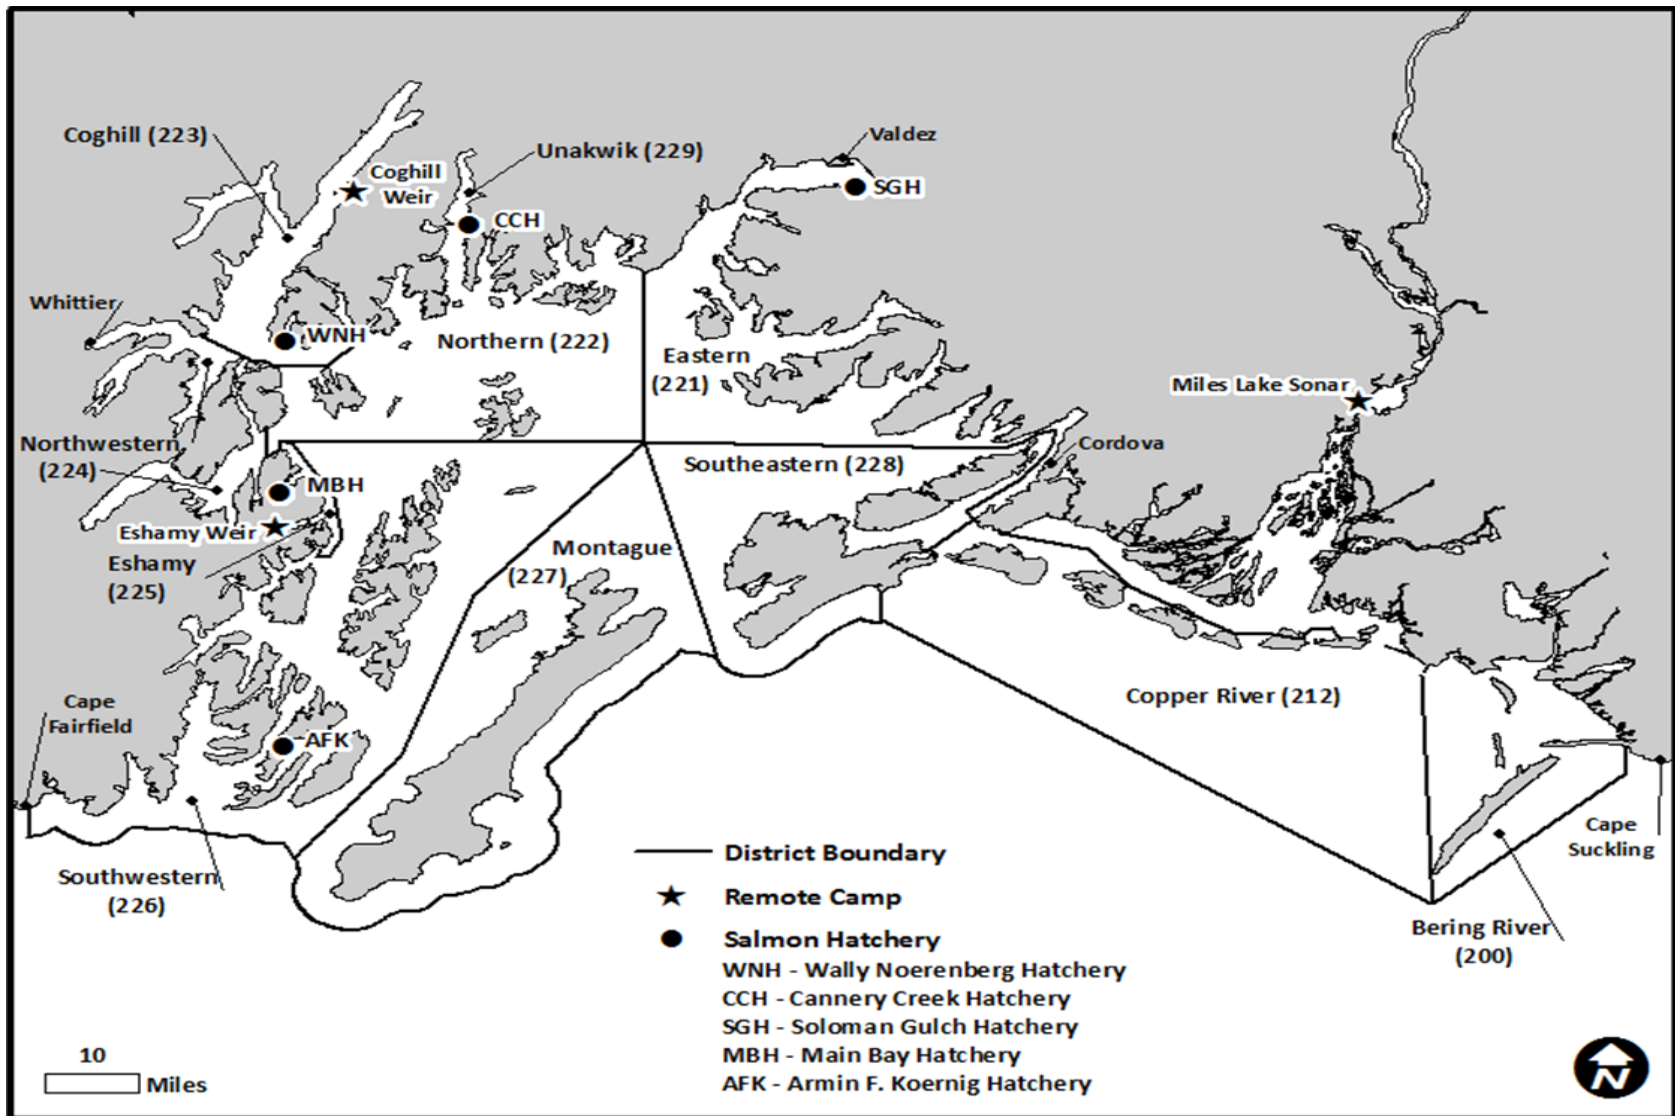 Coghill (223)
Coghill
Weir
Unakwik (229)
Valdez
SGH
CCH
Whittier
WNH
Northern (222)
Eastern
(221)
Miles Lake Sonar
Northwestern
(224)
MBH
Southeastern (228)
Cordova
Eshamy Weir
Eshamy
(225)
Montague
(227)
Cape
Fairfield
AFK
Copper River (212)
Southwestern
(226)
Cape
Suckling
Bering River
(200)
District Boundary
Remote Camp
Salmon Hatchery
WNH - Wally Noerenberg Hatchery
CCH - Cannery Creek Hatchery
SGH - Soloman Gulch Hatchery
MBH - Main Bay Hatchery
AFK - Armin F. Koernig Hatchery
10
Miles
N